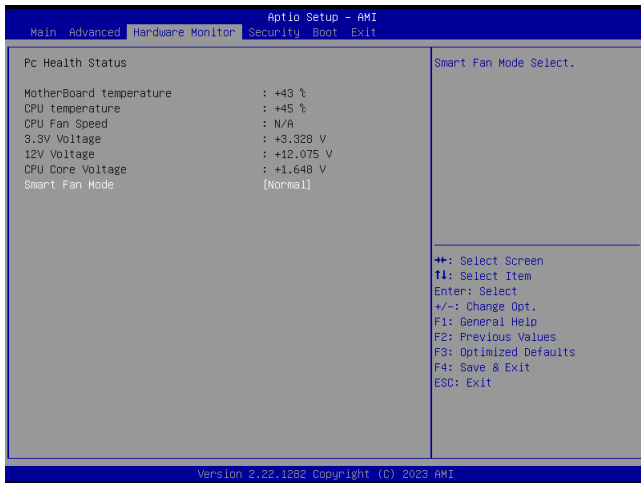 Aptio Setup – AMI
Main Advanced Hardware Monitor Security Boot Exit
Pc Health Status
Smart Fan Mode Select.
MotherBoard temperature : +43 ℃
CPU temperature : +45 ℃
CPU Fan Speed : N/A
3.3V Voltage : +3.328 V
12V Voltage : +12.075 V
CPU Core Voltage : +1.648 V
Smart Fan Mode [Normal]
→←: Select Screen
↑↓: Select Item
Enter: Select
+/-: Change Opt.
F1: General Help
F2: Previous Values
F3: Optimized Defaults
F4: Save & Exit
ESC: Exit
Version 2.22.1282 Copyright (C) 2023 AMI